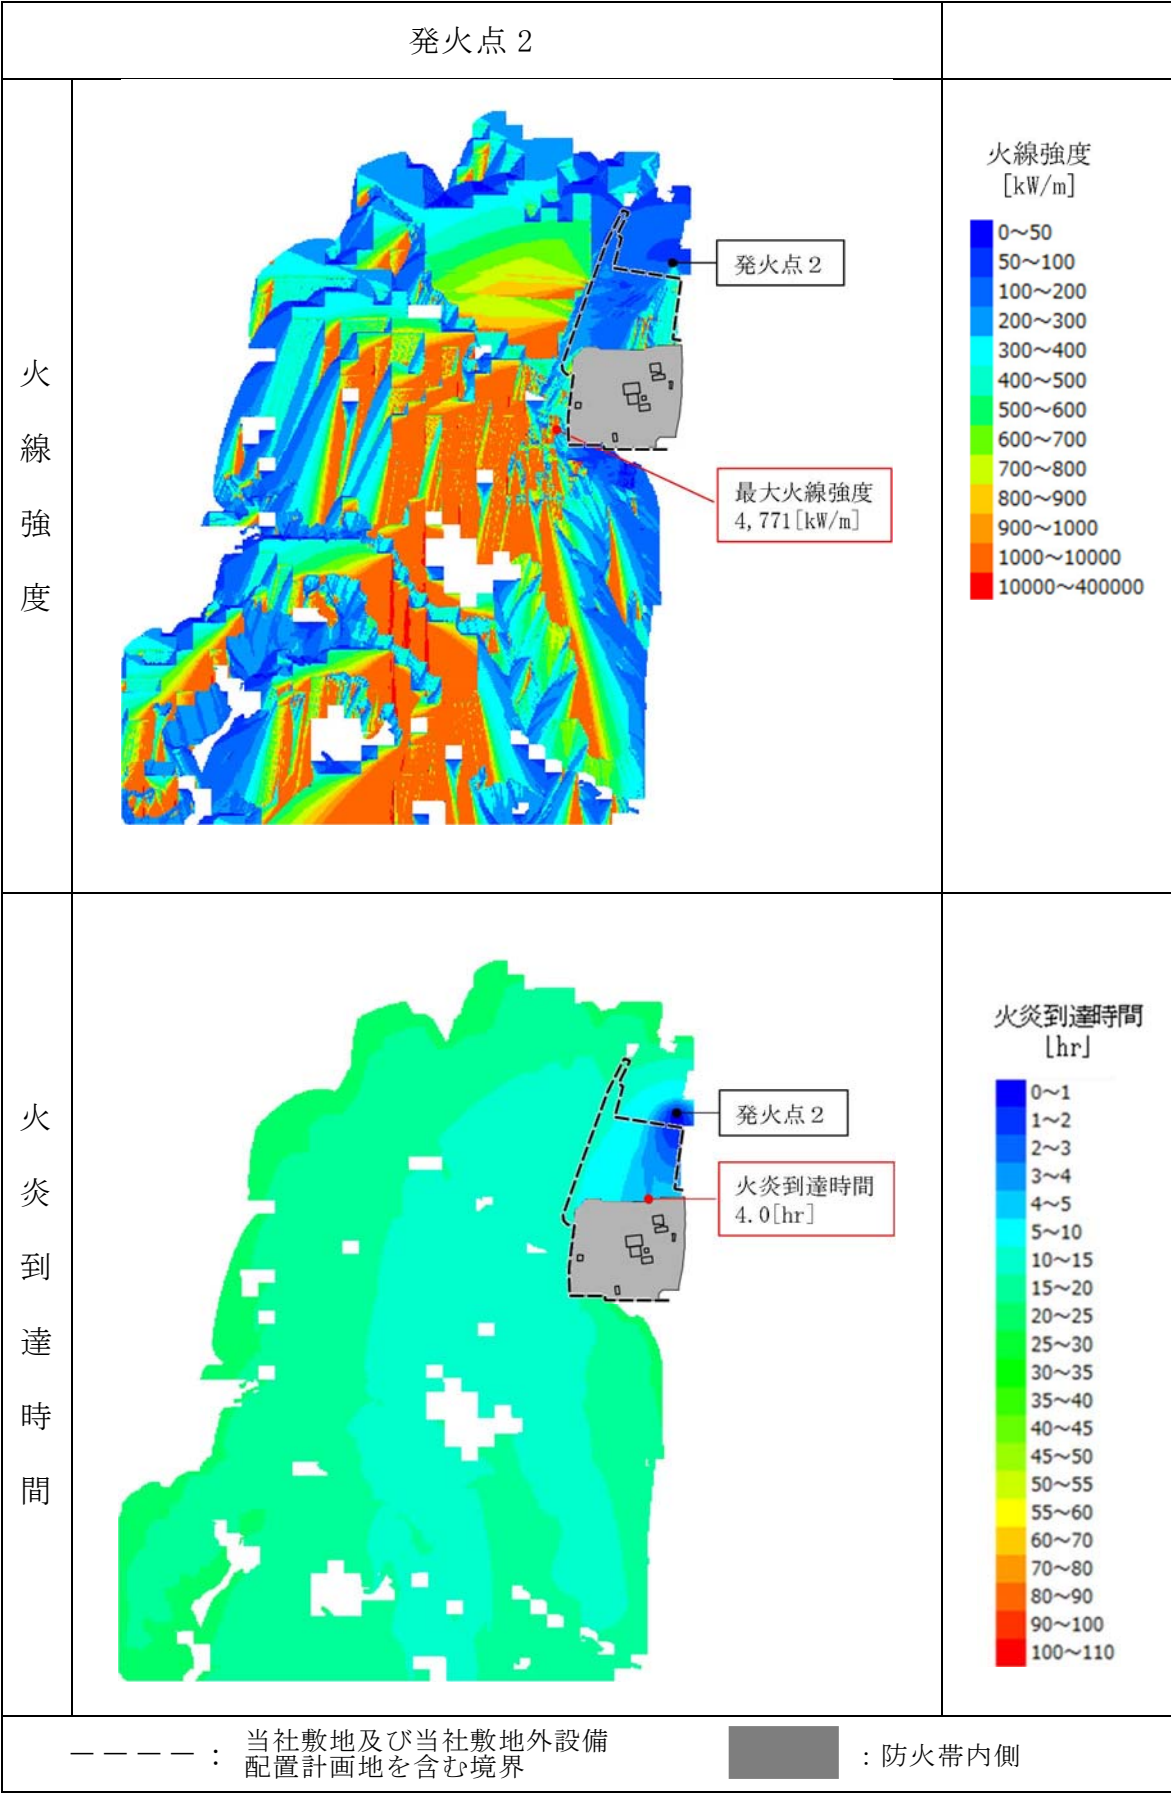 発火点２
火線強度
火線強度
[kW/m]
0～50
50～100
100～200
200～300
300～400
400～500
500～600
600～700
700～800
800～900
900～1000
1000～10000
10000～400000
発火点２
最大火線強度
4,771[kW/m]
火炎到達時間
火炎到達時間
[hr]
0～1
1～2
2～3
3～4
4～5
5～10
10～15
15～20
20～25
25～30
30～35
35～40
40～45
45～50
50～55
55～60
60～70
70～80
80～90
90～100
100～110
発火点２
火炎到達時間
4.0[hr]
－－－－：当社敷地及び当社敷地外設備
配置計画地を含む境界
：防火帯内側